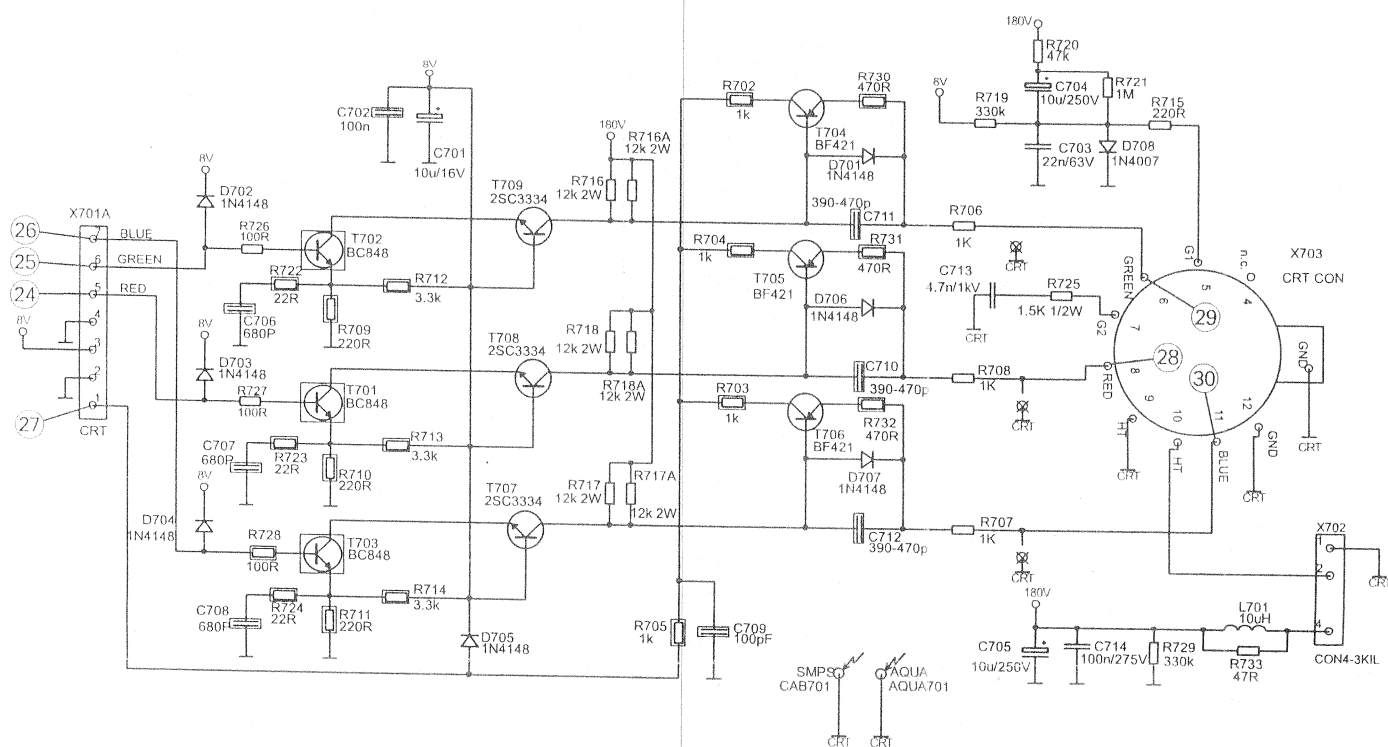 180V
R720
47k
8V
C704
10u/250V
R721
1M
R719
330k
R715
220R
C703
22n/63V
D708
1N4007
8V
C702
100n
C701
10u/16V
R702
1k
R730
470R
T704
BF421
D701
1N4148
180V
R716A
12k 2W
R716
12k 2W
T709
2SC3334
8V
D702
1N4148
X701A
26
7
BLUE
25
6
GREEN
24
5
RED
8V
4
3
2
1
27
CRT
R726
100R
T702
BC848
R722
22R
R712
3.3k
C706
680P
R709
220R
390-470p
C711
R706
1K
CRT
R704
1k
R731
470R
T705
BF421
D706
1N4148
C713
4.7n/1kV
R725
1.5K 1/2W
CRT
G1
n.c.
X703
CRT CON
GREEN
G2
RED
HT
HT
BLUE
GND
GND
CRT
CRT
CRT
4
5
6
7
8
9
10
11
12
29
28
30
8V
D703
1N4148
R727
100R
T701
BC848
T708
2SC3334
R718
12k 2W
R718A
12k 2W
C710
390-470p
R708
1K
CRT
R703
1k
R732
470R
T706
BF421
D707
1N4148
C707
680P
R723
22R
R713
3.3k
R710
220R
R717
12k 2W
R717A
12k 2W
T707
2SC3334
8V
D704
1N4148
R728
100R
T703
BC848
C712
390-470p
R707
1K
CRT
X702
1
2
4
CRT
CON4-3KIL
C708
680P
R724
22R
R714
3.3k
R711
220R
D705
1N4148
R705
1k
C709
100pF
SMPS
CAB701
CRT
AQUA
AQUA701
CRT
180V
C705
10u/250V
C714
100n/275V
R729
330k
L701
10uH
R733
47R